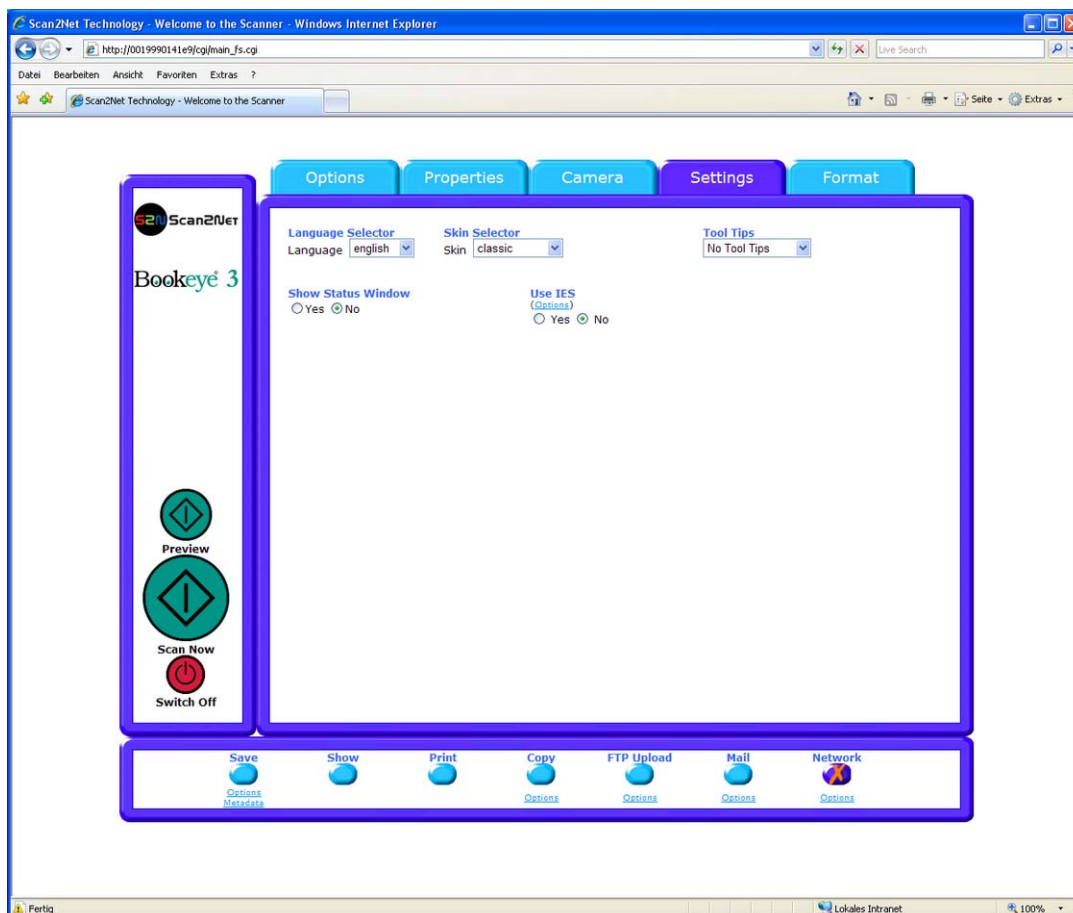 Scan2Net Technology - Welcome to the Scanner - Windows Internet Explorer
http://0019990141e9/cgi/main_fs.cgi
Live Search
Datei Bearbeiten Ansicht Favoriten Extras ?
Scan2Net Technology - Welcome to the Scanner
Seite
Extras
Options Properties Camera Settings Format
S2N Scan2Net
Bookeye 3
Language Selector Skin Selector Tool Tips
Language english Skin classic No Tool Tips
Show Status Window Use IES
(Options)
Yes No Yes No
Preview
Scan Now
Switch Off
Save Show Print Copy FTP Upload Mail Network
X
Options Options Options Options Options
Metadata
Fertig Lokales Intranet 100%